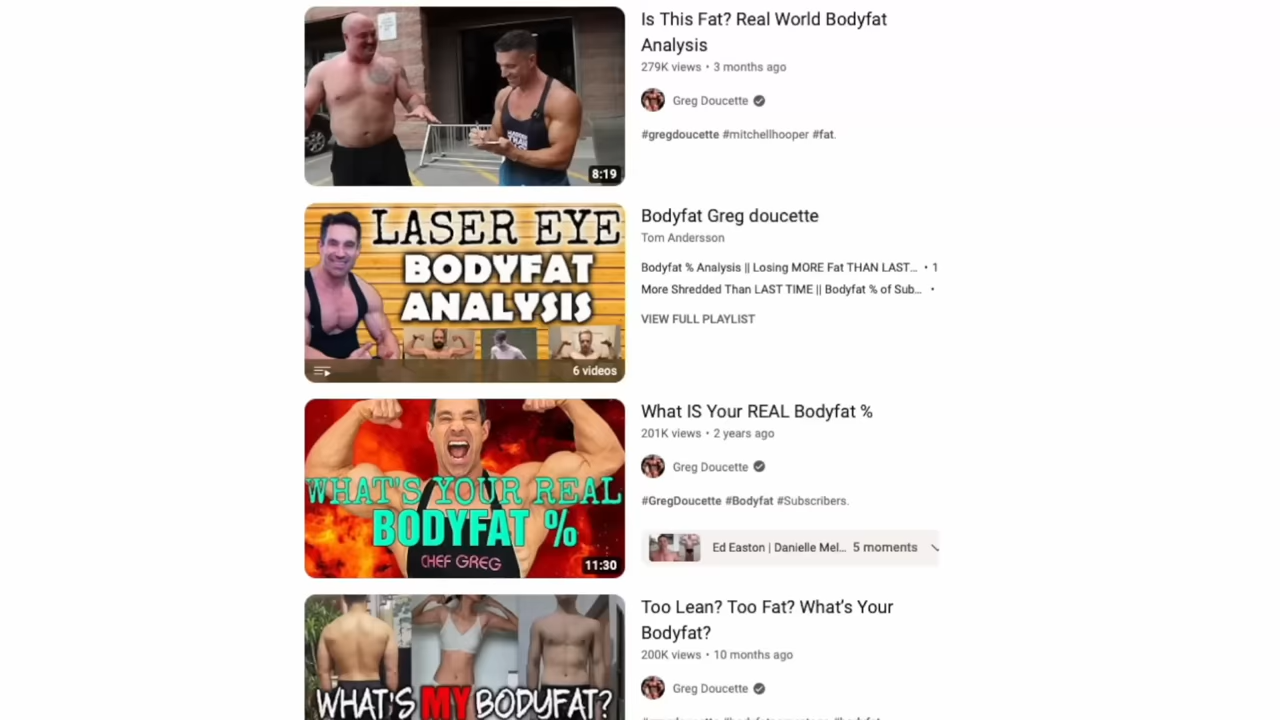 Is This Fat? Real World Bodyfat
Analysis
279K views • 3 months ago
Greg Doucette
#gregdoucette #mitchellhooper #fat.
8:19
LASER EYE
BODYFAT
ANALYSIS
6 videos
Bodyfat Greg doucette
Tom Andersson
Bodyfat % Analysis || Losing MORE Fat THAN LAST... • 1
More Shredded Than LAST TIME || Bodyfat % of Sub... •
VIEW FULL PLAYLIST
WHAT'S YOUR REAL
BODYFAT %
CHEF GREG
11:30
What IS Your REAL Bodyfat %
201K views • 2 years ago
Greg Doucette
#GregDoucette #Bodyfat #Subscribers.
Ed Easton | Danielle Mel... 5 moments
WHAT'S MY BODYFAT?
Too Lean? Too Fat? What's Your
Bodyfat?
200K views • 10 months ago
Greg Doucette